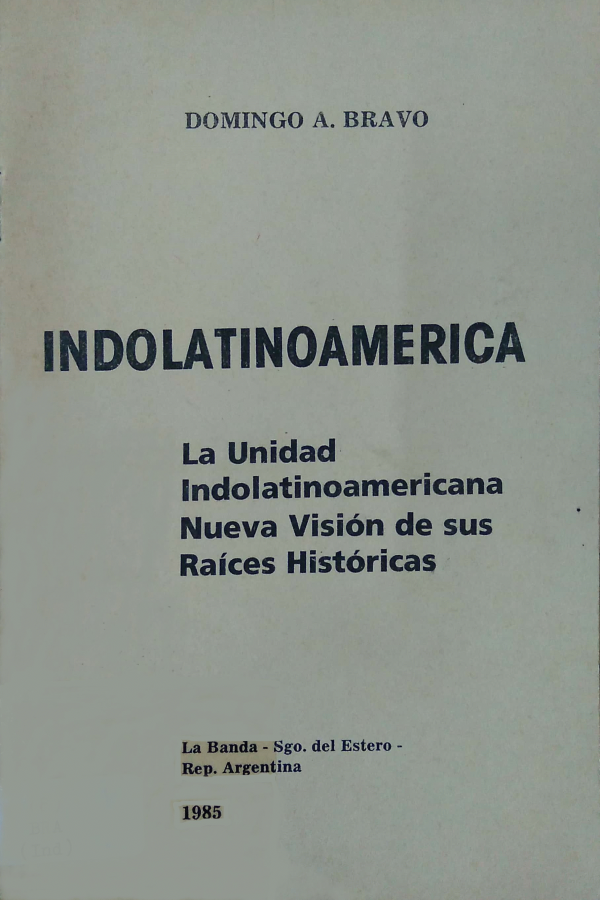 DOMINGO A. BRAVO
INDOLATINOAMERICA
La Unidad
Indolatinoamericana
Nueva Visión de sus
Raíces Históricas
La Banda - Sgo. del Estero -
Rep. Argentina
1985